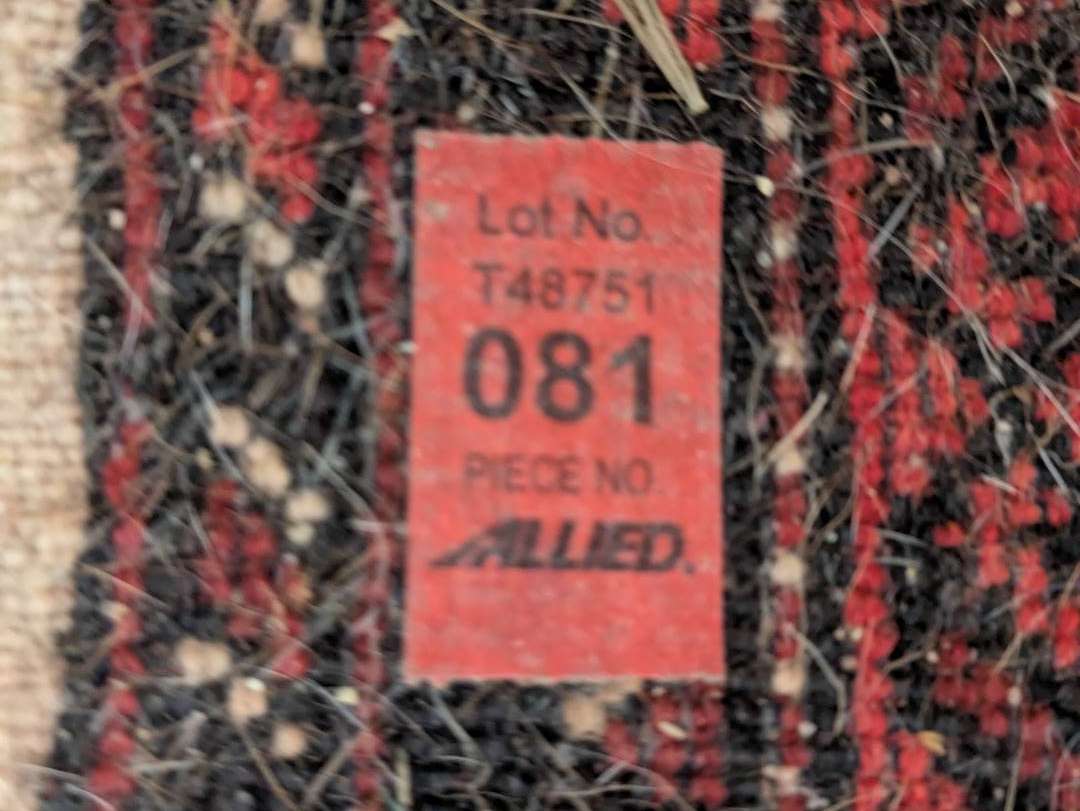 Lot No.
T48751
081
PIECE NO.
ALLIED.